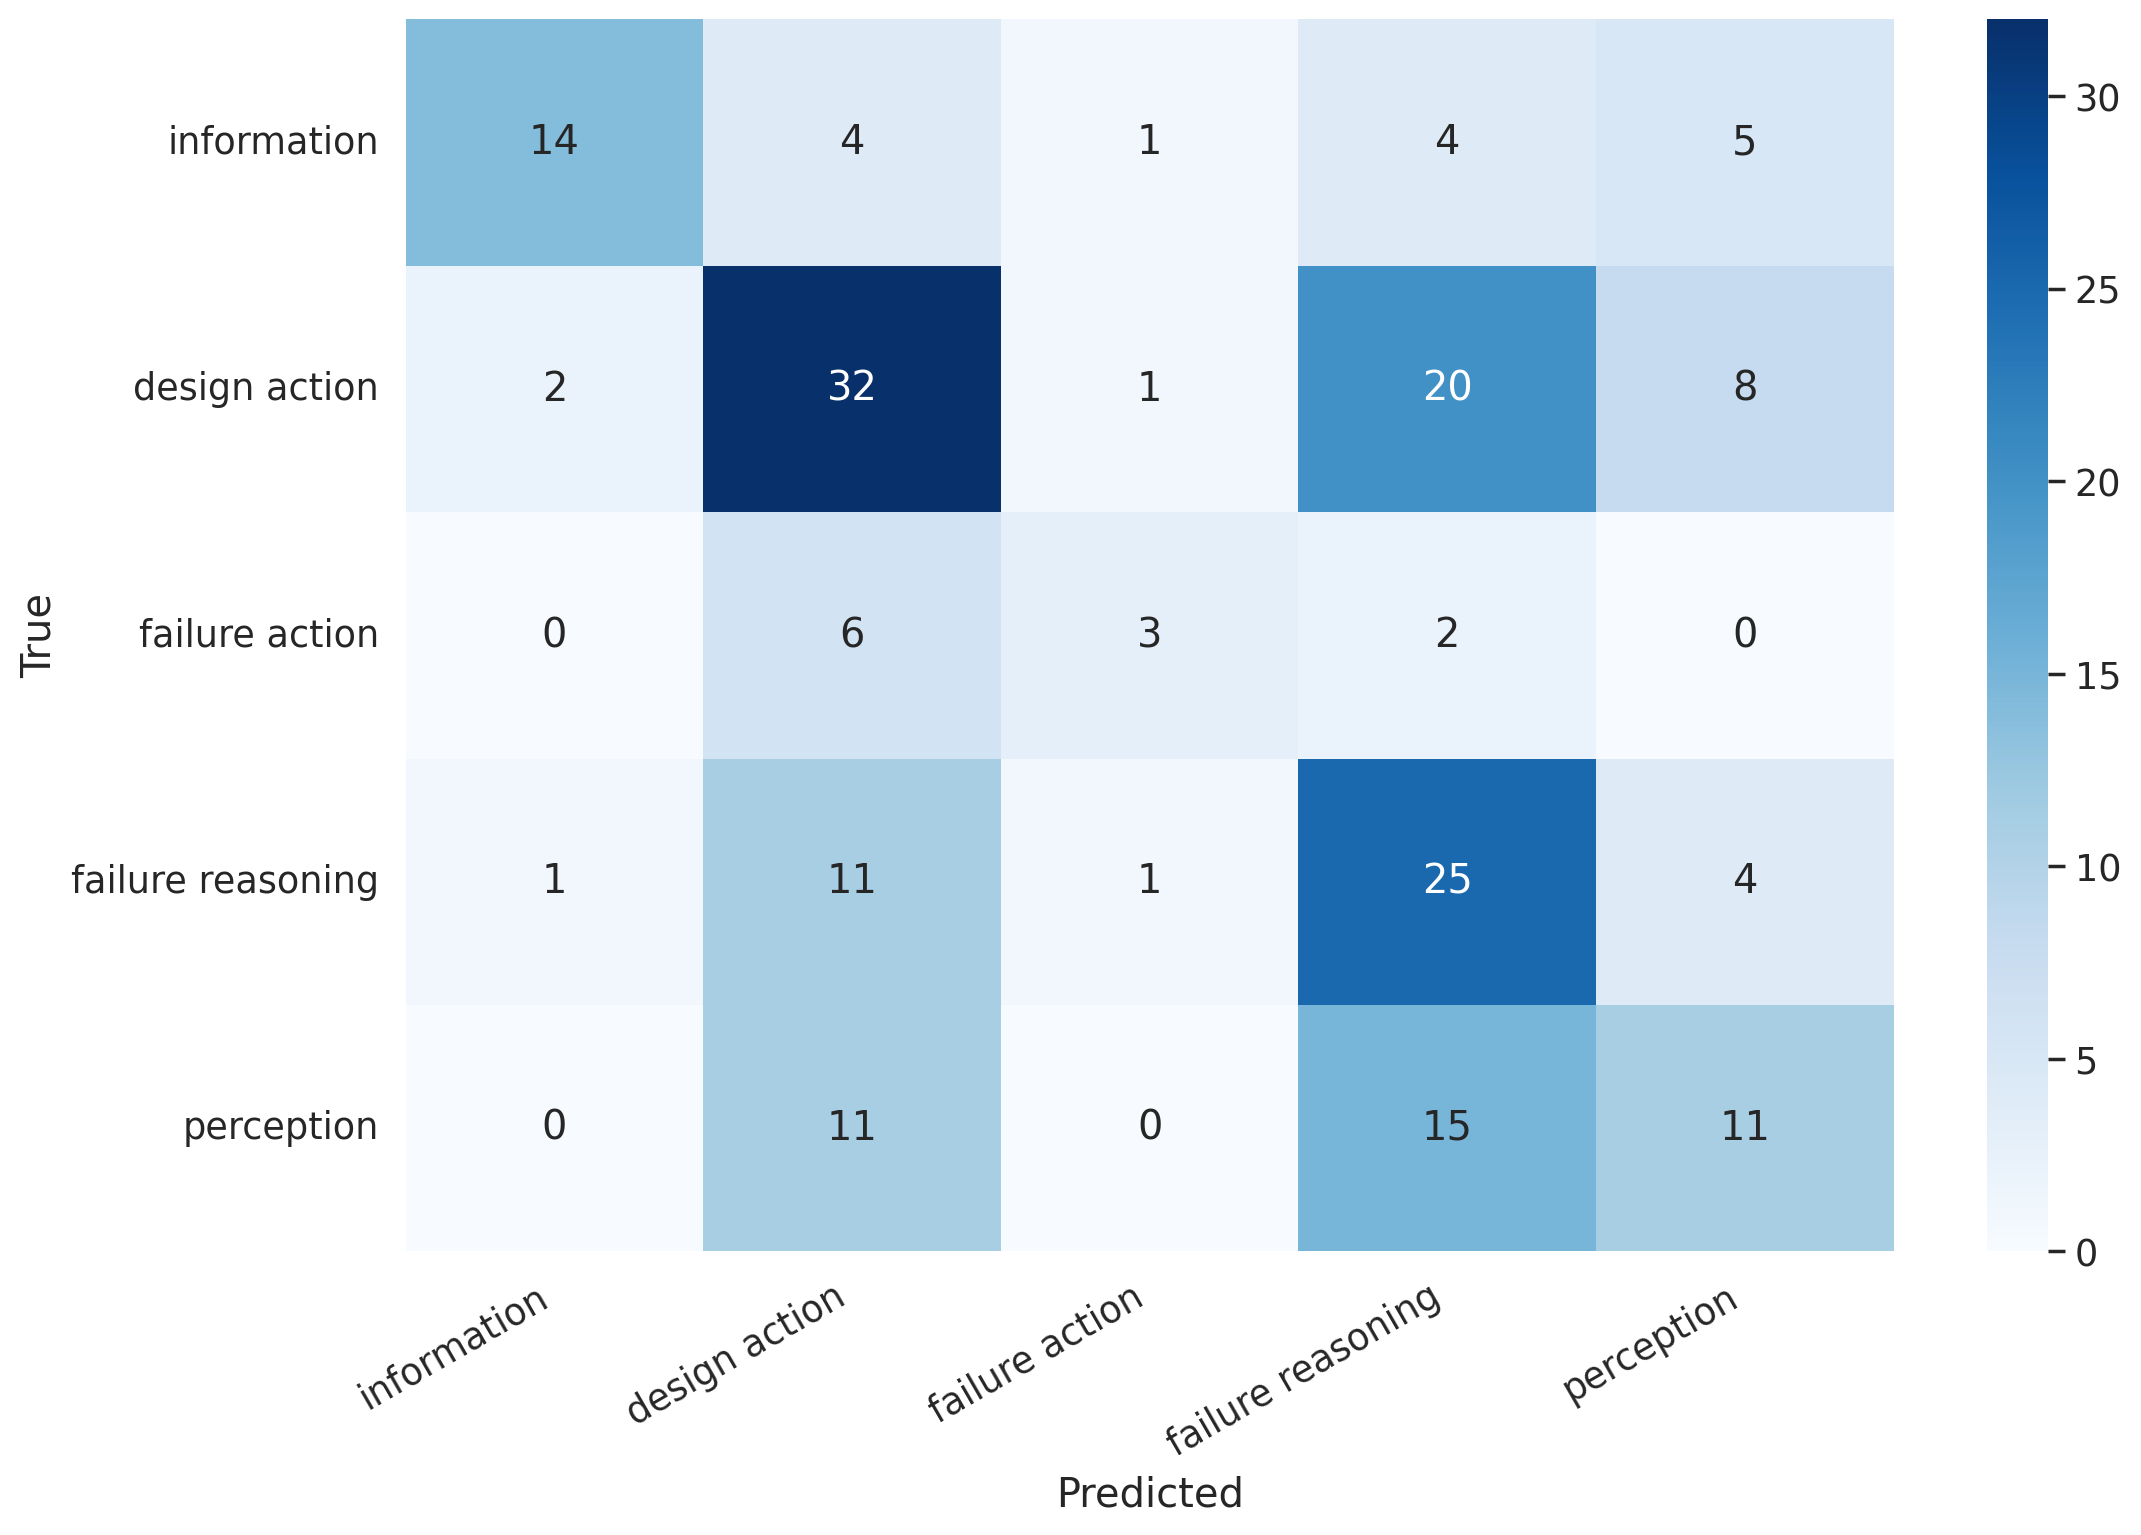 information 14 4 1 4 5
design action 2 32 1 20 8
failure action 0 6 3 2 0
failure reasoning 1 11 1 25 4
perception 0 11 0 15 11
True
information
design action
failure action
failure reasoning
perception
Predicted
30
25
20
15
10
5
0